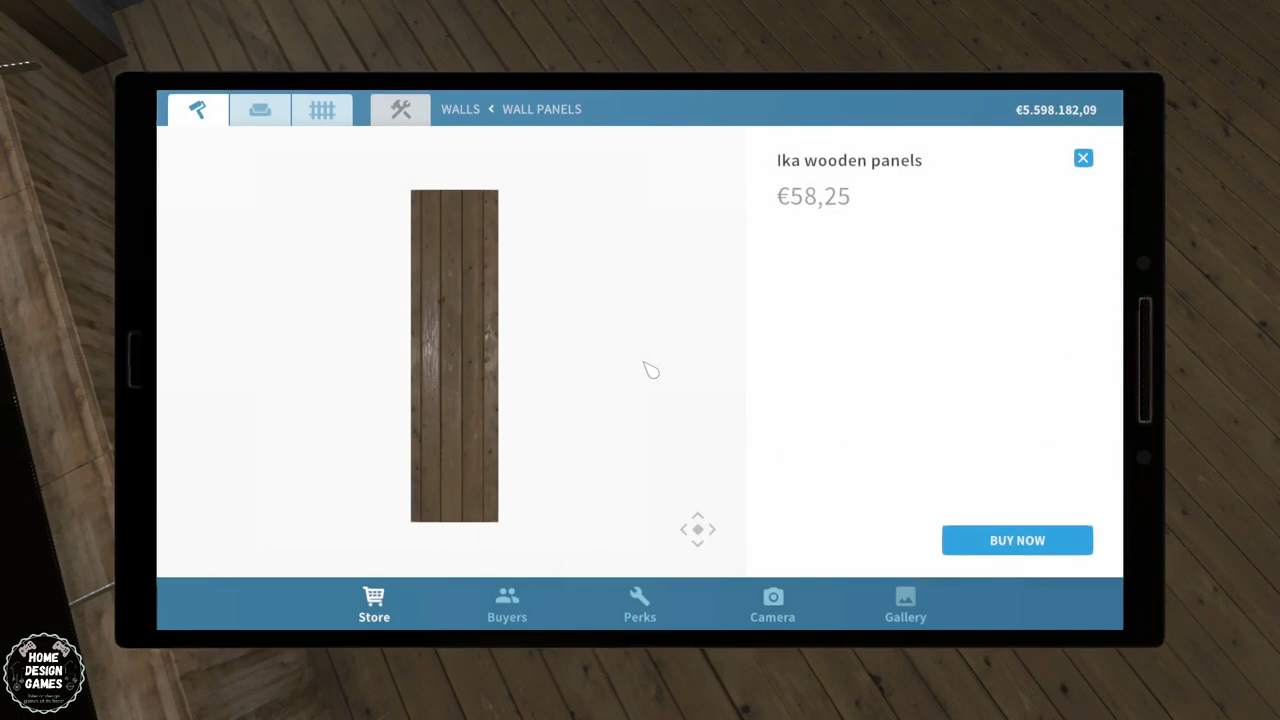 WALLS < WALL PANELS
€5.598.182,09
Ika wooden panels
€58,25
BUY NOW
Store
Buyers
Perks
Camera
Gallery
HOME
DESIGN
GAMES